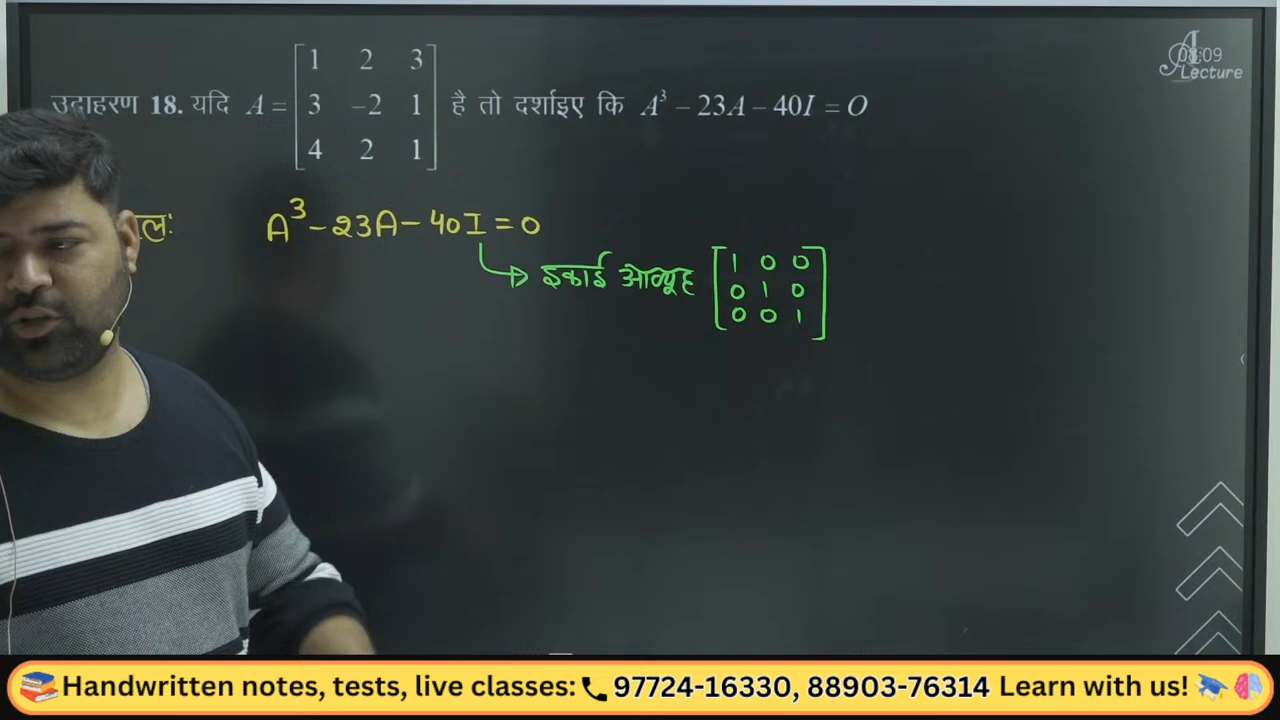 08:09
A Lecture
उदाहरण 18. यदि A = [1 2 3; 3 –2 1; 4 2 1] है तो दर्शाइए कि A³ – 23A – 40I = O
ल:
A³ – 23A – 40I = 0
→ इकाई आव्यूह [1 0 0; 0 1 0; 0 0 1]
Handwritten notes, tests, live classes: 97724-16330, 88903-76314 Learn with us!